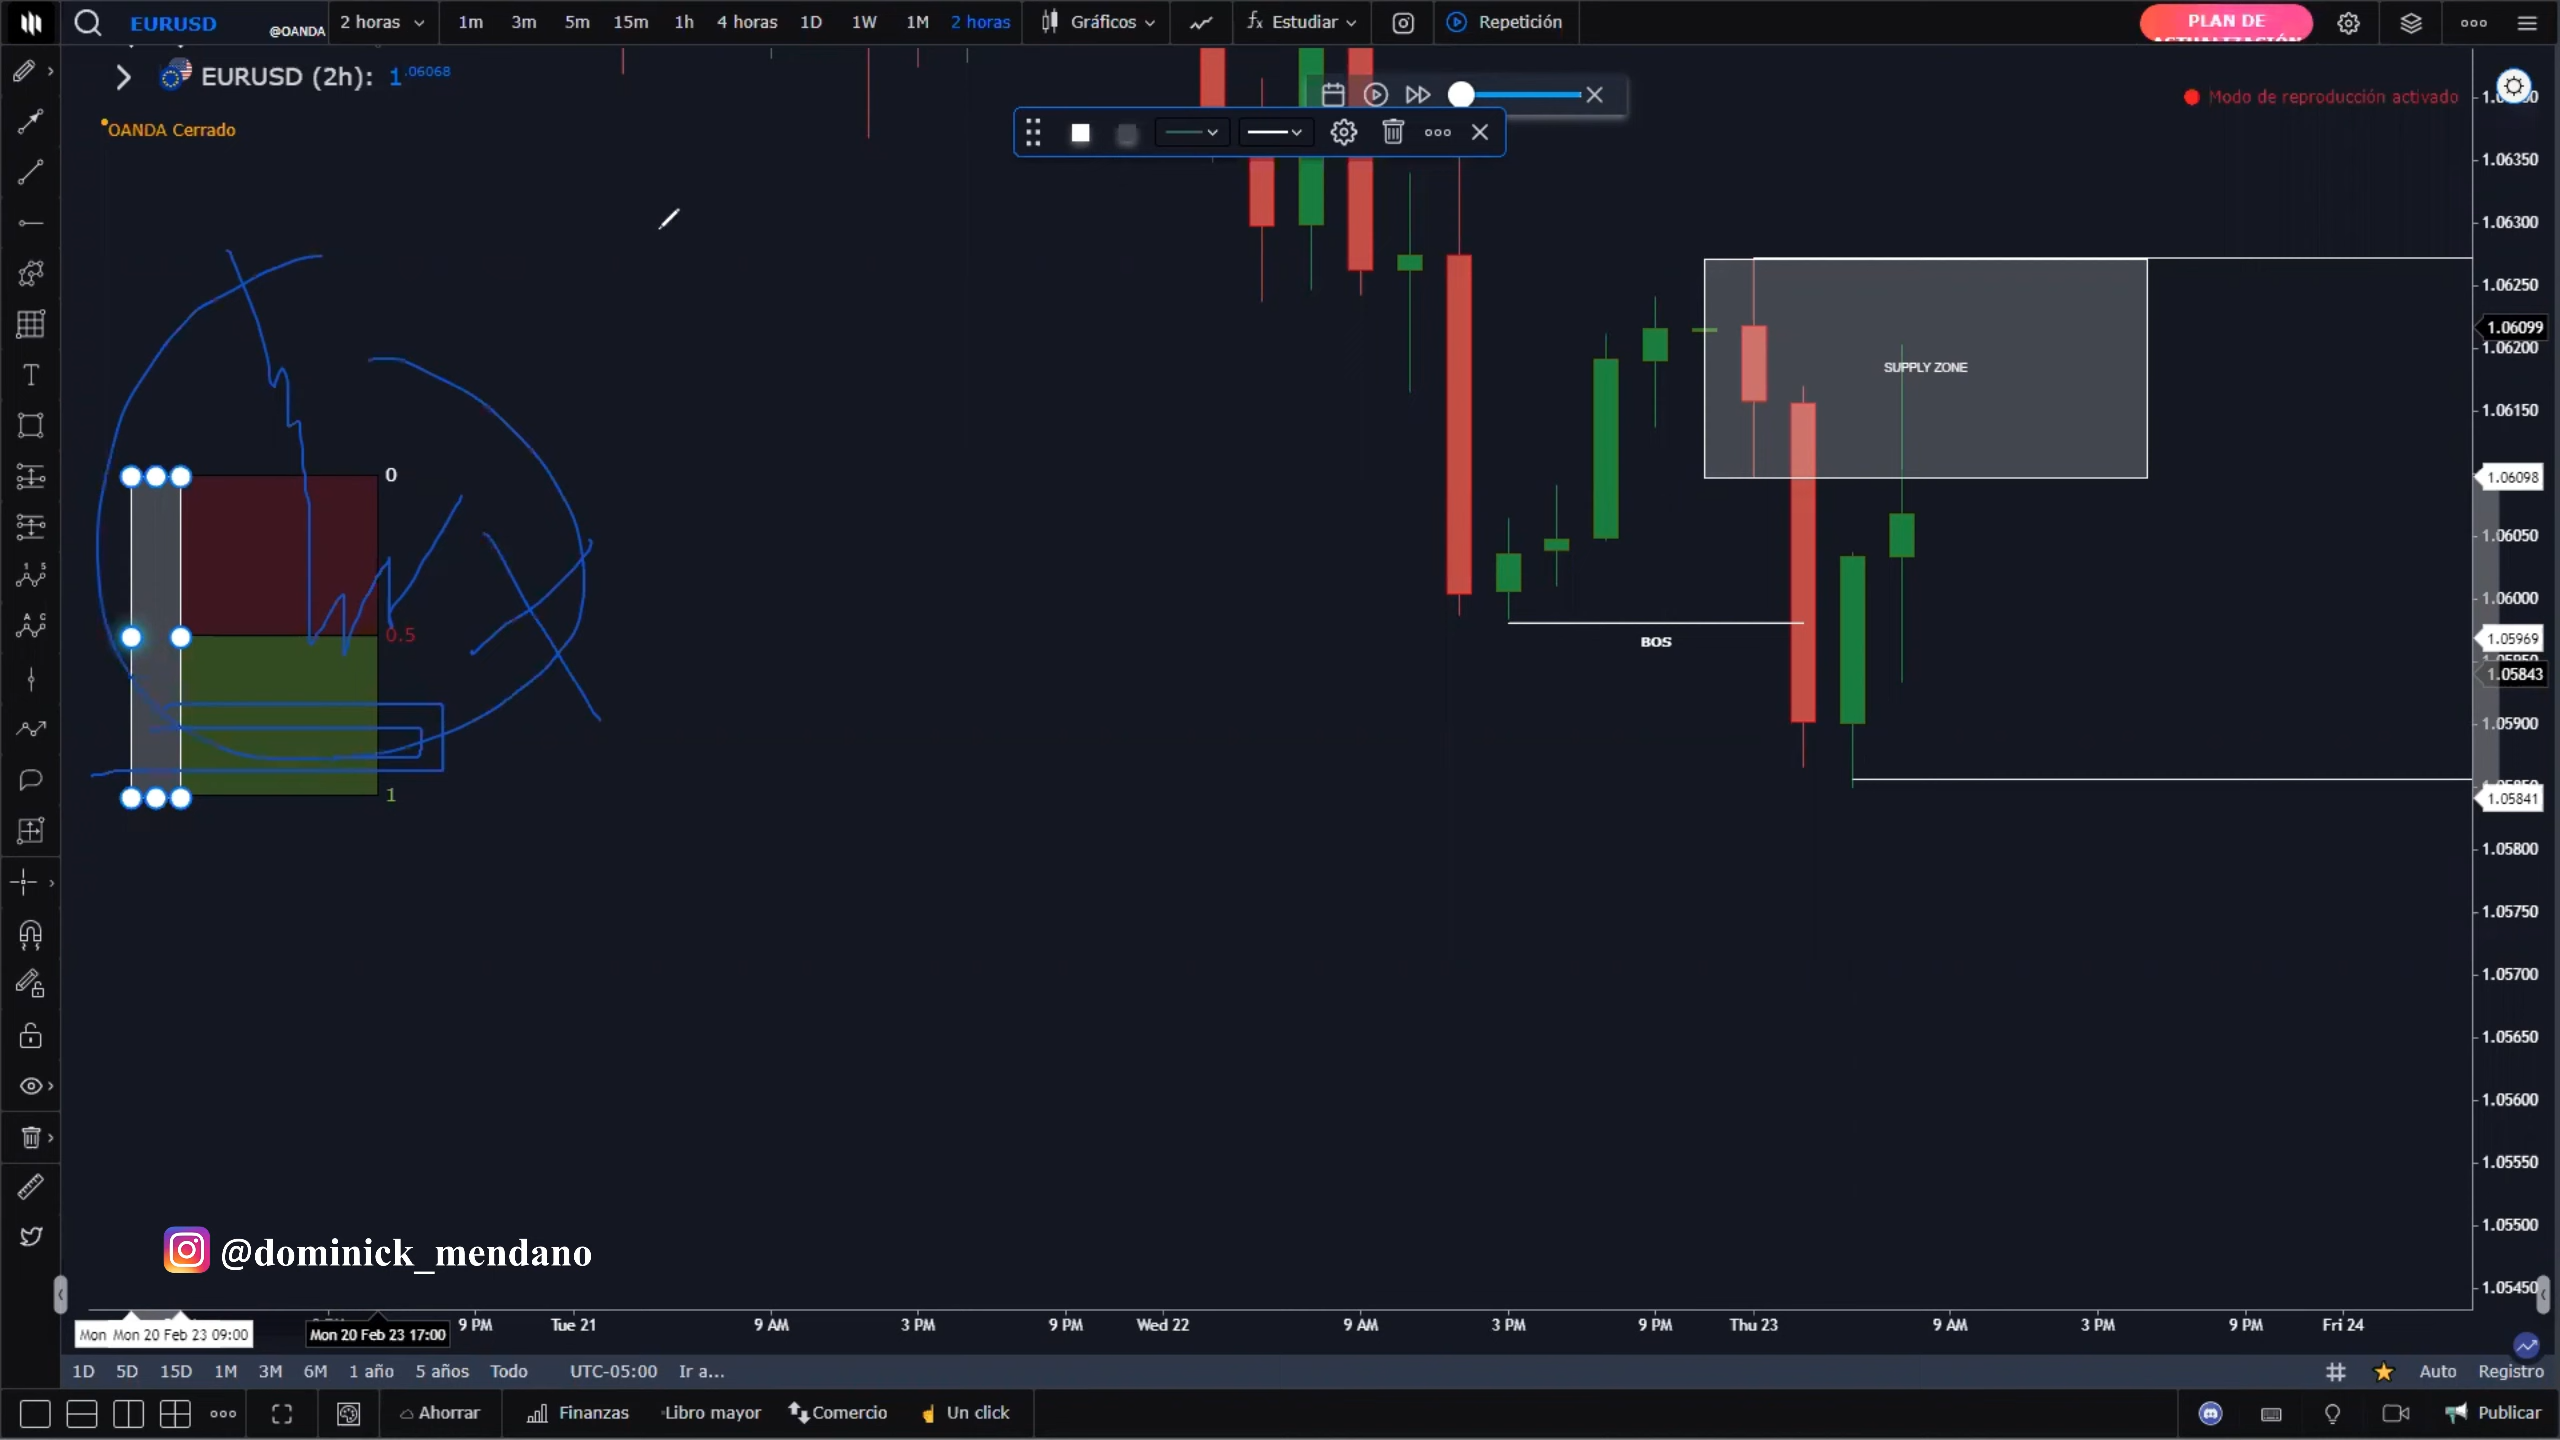 EURUSD
@OANDA
2 horas
1m 3m 5m 15m 1h 4 horas 1D 1W 1M 2 horas
Gráficos
fx Estudiar
Repetición
PLAN DE
EURUSD (2h): 1.06068
OANDA Cerrado
Modo de reproducción activado
1.06350
1.06300
1.06250
1.06099
1.06200
1.06150
1.06098
1.06050
1.06000
1.05969
1.05843
1.05900
1.05841
1.05800
1.05750
1.05700
1.05650
1.05600
1.05550
1.05500
1.05450
SUPPLY ZONE
BOS
0
0.5
1
@dominick_mendano
Mon Mon 20 Feb 23 09:00
Mon 20 Feb 23 17:00
9 PM Tue 21 9 AM 3 PM 9 PM Wed 22 9 AM 3 PM 9 PM Thu 23 9 AM 3 PM 9 PM Fri 24
1D 5D 15D 1M 3M 6M 1 año 5 años Todo UTC-05:00 Ir a...
Auto Registro
Ahorrar
Finanzas
Libro mayor
Comercio
Un click
Publicar